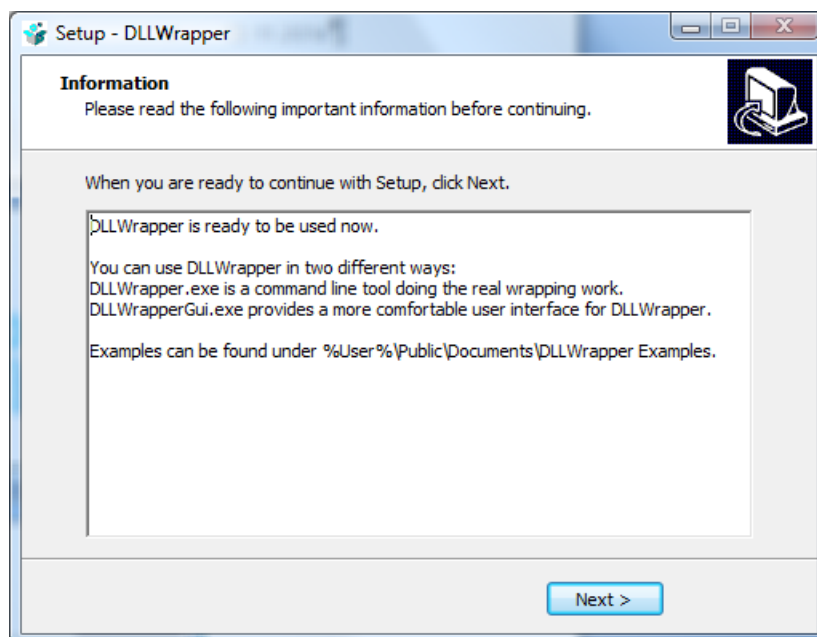 Setup - DLLWrapper
Information
Please read the following important information before continuing.
When you are ready to continue with Setup, click Next.
DLLWrapper is ready to be used now.
You can use DLLWrapper in two different ways:
DLLWrapper.exe is a command line tool doing the real wrapping work.
DLLWrapperGui.exe provides a more comfortable user interface for DLLWrapper.
Examples can be found under %User%\Public\Documents\DLLWrapper Examples.
Next >